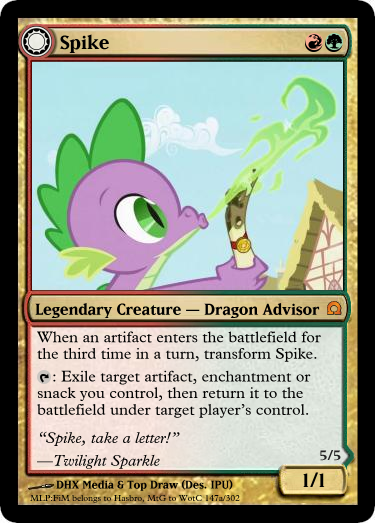 Spike
Legendary Creature — Dragon Advisor
When an artifact enters the battlefield for
the third time in a turn, transform Spike.
: Exile target artifact, enchantment or
snack you control, then return it to the
battlefield under target player's control.
“Spike, take a letter!”
—Twilight Sparkle
5/5
1/1
DHX Media & Top Draw (Des. IPU)
MLP:FiM belongs to Hasbro, MtG to WotC 147a/302